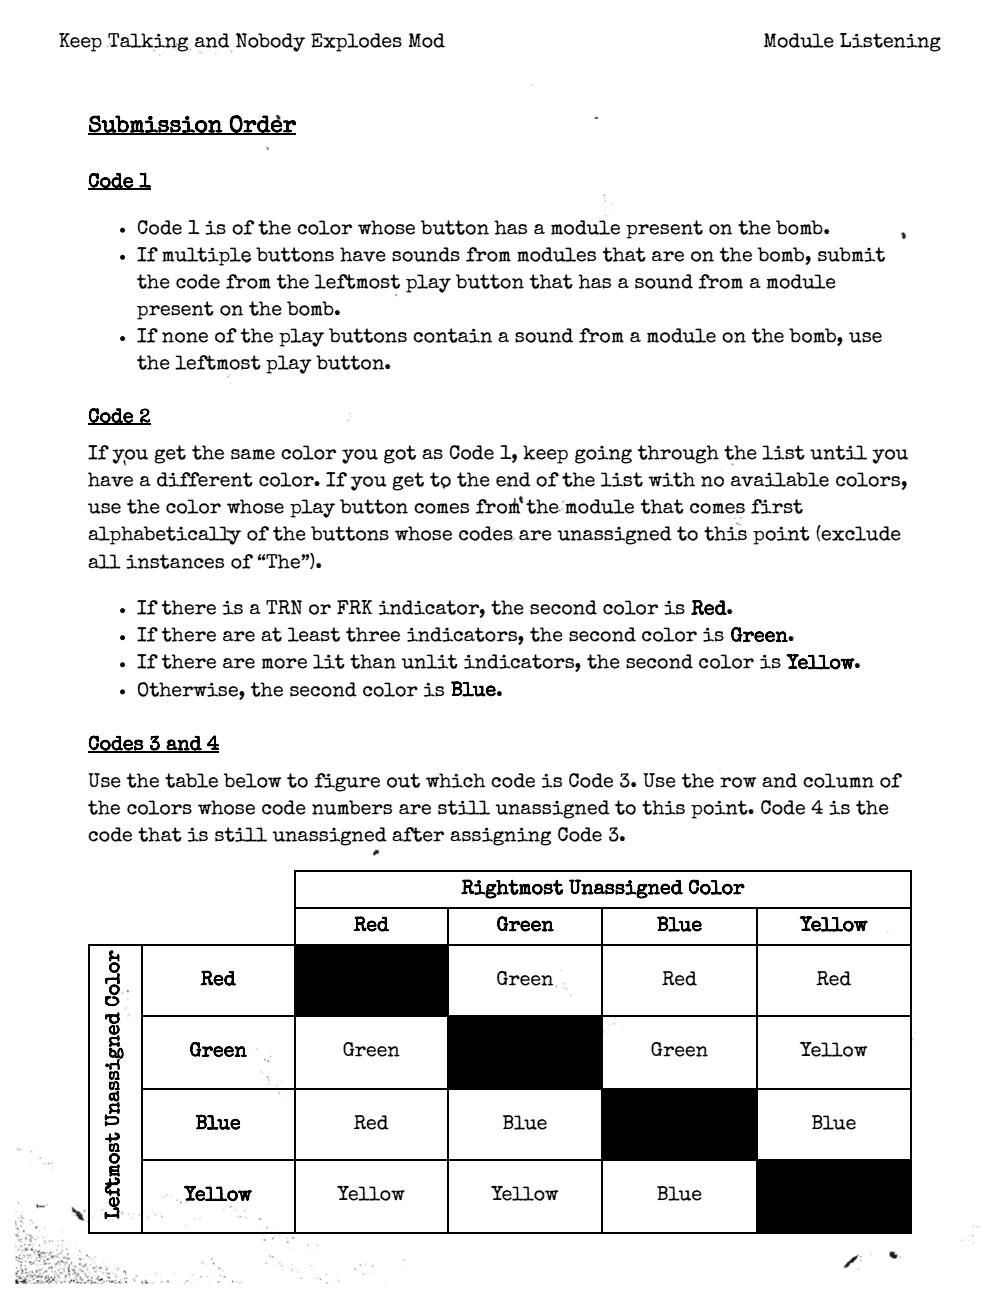 Keep Talking and Nobody Explodes Mod Module Listening
Submission Order
Code 1
• Code 1 is of the color whose button has a module present on the bomb.
• If multiple buttons have sounds from modules that are on the bomb, submit
the code from the leftmost play button that has a sound from a module
present on the bomb.
• If none of the play buttons contain a sound from a module on the bomb, use
the leftmost play button.
Code 2
If you get the same color you got as Code 1, keep going through the list until you
have a different color. If you get to the end of the list with no available colors,
use the color whose play button comes from the module that comes first
alphabetically of the buttons whose codes are unassigned to this point (exclude
all instances of “The”).
• If there is a TRN or FRK indicator, the second color is Red.
• If there are at least three indicators, the second color is Green.
• If there are more lit than unlit indicators, the second color is Yellow.
• Otherwise, the second color is Blue.
Codes 3 and 4
Use the table below to figure out which code is Code 3. Use the row and column of
the colors whose code numbers are still unassigned to this point. Code 4 is the
code that is still unassigned after assigning Code 3.
Rightmost Unassigned Color
Red Green Blue Yellow
Leftmost Unassigned Color
Red Green Red Red
Green Green Green Yellow
Blue Red Blue Blue
Yellow Yellow Yellow Blue